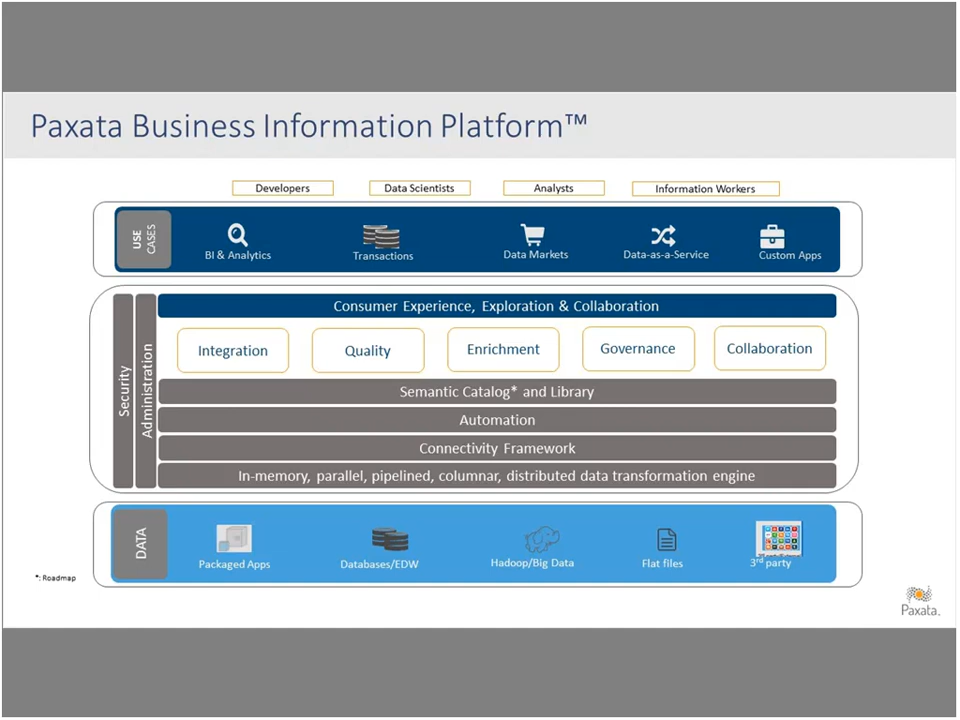 Paxata Business Information Platform™
Developers
Data Scientists
Analysts
Information Workers
USE
CASES
BI & Analytics
Transactions
Data Markets
Data-as-a-Service
Custom Apps
Security
Administration
Consumer Experience, Exploration & Collaboration
Integration
Quality
Enrichment
Governance
Collaboration
Semantic Catalog* and Library
Automation
Connectivity Framework
In-memory, parallel, pipelined, columnar, distributed data transformation engine
DATA
Packaged Apps
Databases/EDW
Hadoop/Big Data
Flat files
3rd party
*: Roadmap
Paxata.